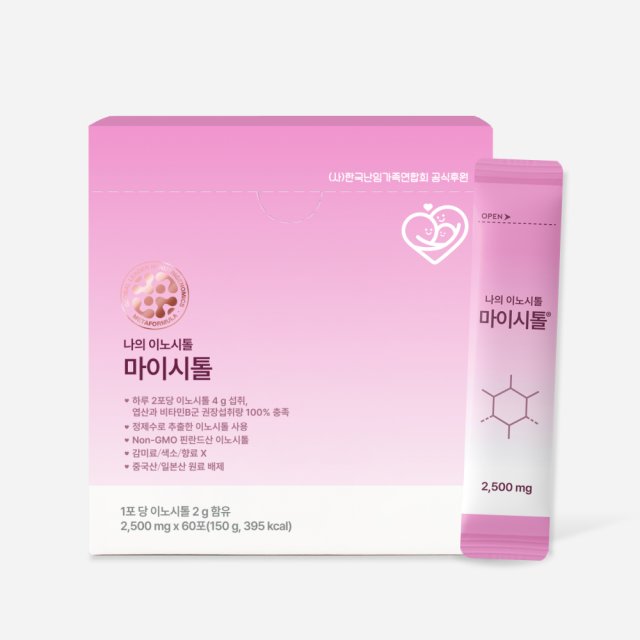 (사)한국난임가족연합회 공식후원
METAFORMULA
나의 이노시톨
마이시톨
하루 2포당 이노시톨 4 g 섭취,
엽산과 비타민B군 권장섭취량 100% 충족
정제수로 추출한 이노시톨 사용
Non-GMO 핀란드산 이노시톨
감미료/색소/향료 X
중국산/일본산 원료 배제
1포 당 이노시톨 2 g 함유
2,500 mg x 60포(150 g, 395 kcal)
OPEN
나의 이노시톨
마이시톨®
2,500 mg